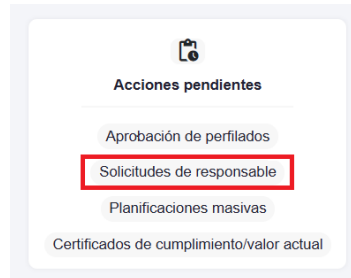 Acciones pendientes
Aprobación de perfilados
Solicitudes de responsable
Planificaciones masivas
Certificados de cumplimiento/valor actual